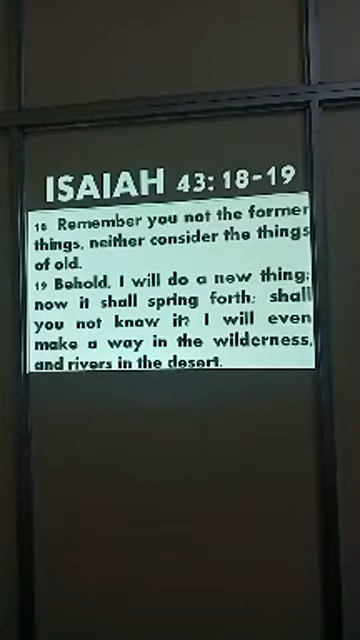 ISAIAH 43:18-19
18 Remember you not the former
things, neither consider the things
of old.
19 Behold, I will do a new thing;
now it shall spring forth; shall
you not know it? I will even
make a way in the wilderness,
and rivers in the desert.